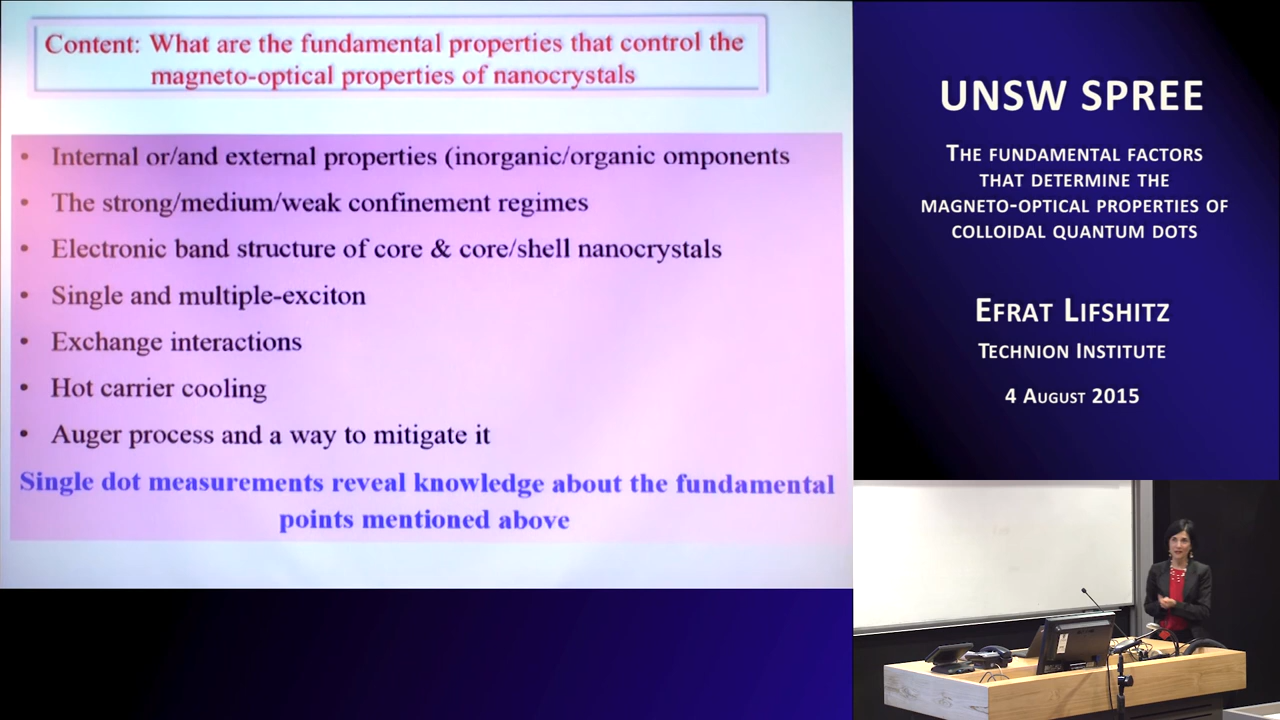 Content: What are the fundamental properties that control the
magneto-optical properties of nanocrystals
• Internal or/and external properties (inorganic/organic omponents
• The strong/medium/weak confinement regimes
• Electronic band structure of core & core/shell nanocrystals
• Single and multiple-exciton
• Exchange interactions
• Hot carrier cooling
• Auger process and a way to mitigate it
Single dot measurements reveal knowledge about the fundamental
points mentioned above
UNSW SPREE
THE FUNDAMENTAL FACTORS
THAT DETERMINE THE
MAGNETO-OPTICAL PROPERTIES OF
COLLOIDAL QUANTUM DOTS
EFRAT LIFSHITZ
TECHNION INSTITUTE
4 AUGUST 2015